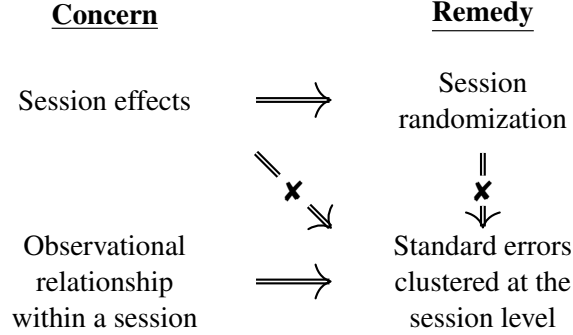 Concern
Remedy
Session effects
Session
randomization
Observational
relationship
within a session
Standard errors
clustered at the
session level